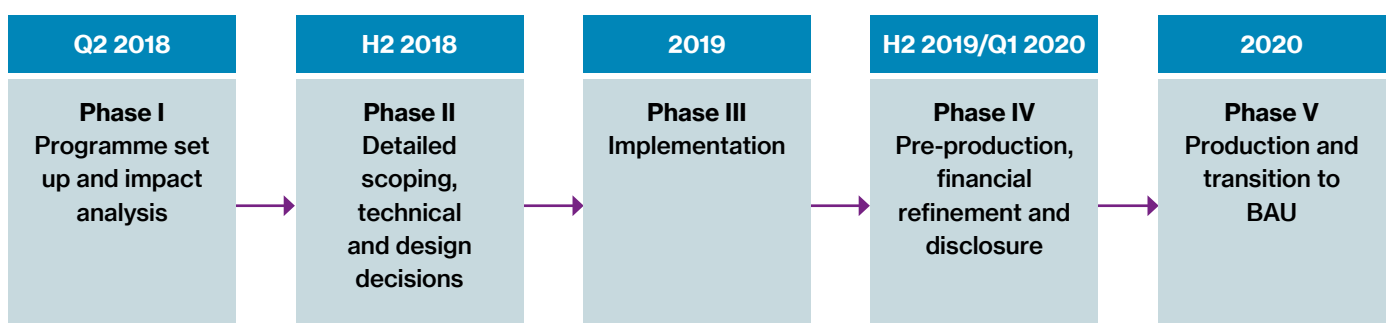 Q2 2018
Phase I
Programme set
up and impact
analysis
H2 2018
Phase II
Detailed
scoping,
technical
and design
decisions
2019
Phase III
Implementation
H2 2019/Q1 2020
Phase IV
Pre-production,
financial
refinement and
disclosure
2020
Phase V
Production and
transition to
BAU